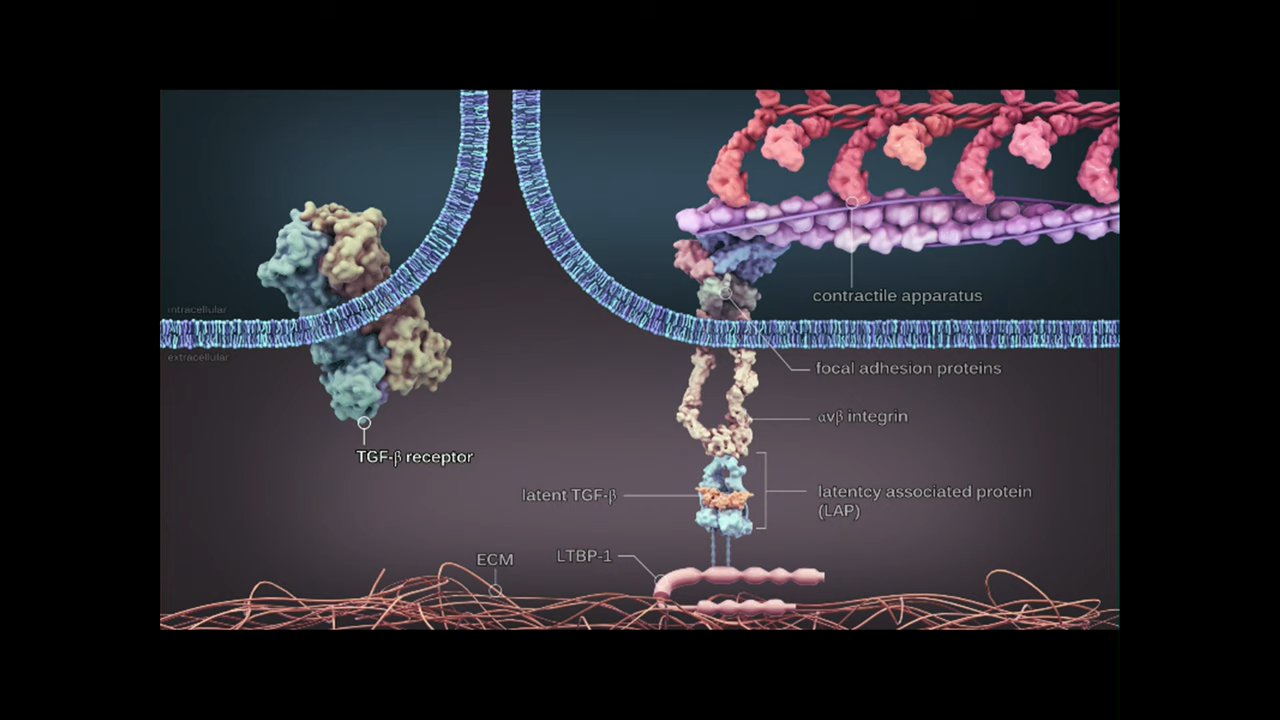 intracellular
contractile apparatus
extracellular
focal adhesion proteins
αvβ integrin
TGF-β receptor
latent TGF-β
latentcy associated protein
(LAP)
ECM
LTBP-1